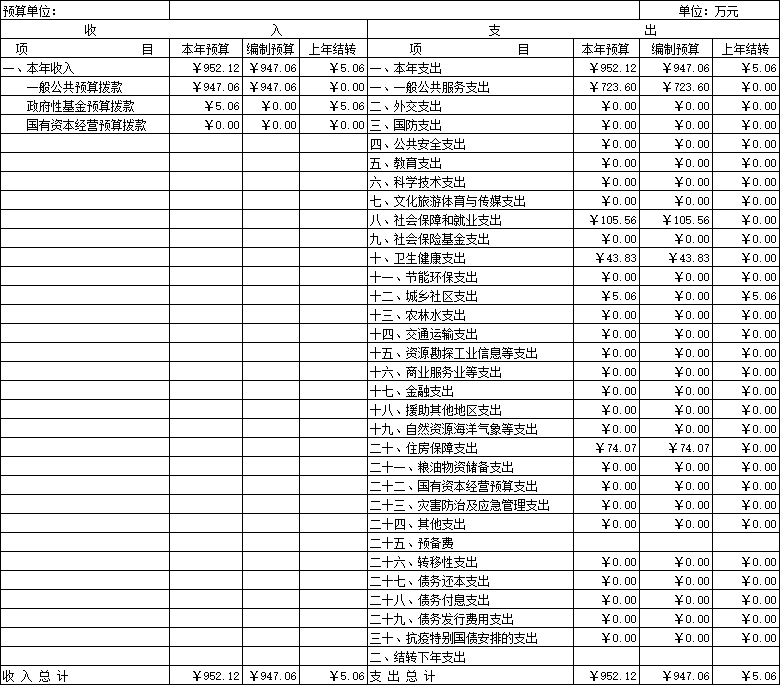 预算单位： 单位：万元
收 入 支 出
项 目 本年预算 编制预算 上年结转 项 目 本年预算 编制预算 上年结转
一、本年收入 ￥952.12 ￥947.06 ￥5.06 一、本年支出 ￥952.12 ￥947.06 ￥5.06
一般公共预算拨款 ￥947.06 ￥947.06 ￥0.00 一、一般公共服务支出 ￥723.60 ￥723.60 ￥0.00
政府性基金预算拨款 ￥5.06 ￥0.00 ￥5.06 二、外交支出 ￥0.00 ￥0.00 ￥0.00
国有资本经营预算拨款 ￥0.00 ￥0.00 ￥0.00 三、国防支出 ￥0.00 ￥0.00 ￥0.00
四、公共安全支出 ￥0.00 ￥0.00 ￥0.00
五、教育支出 ￥0.00 ￥0.00 ￥0.00
六、科学技术支出 ￥0.00 ￥0.00 ￥0.00
七、文化旅游体育与传媒支出 ￥0.00 ￥0.00 ￥0.00
八、社会保障和就业支出 ￥105.56 ￥105.56 ￥0.00
九、社会保险基金支出 ￥0.00 ￥0.00 ￥0.00
十、卫生健康支出 ￥43.83 ￥43.83 ￥0.00
十一、节能环保支出 ￥0.00 ￥0.00 ￥0.00
十二、城乡社区支出 ￥5.06 ￥0.00 ￥5.06
十三、农林水支出 ￥0.00 ￥0.00 ￥0.00
十四、交通运输支出 ￥0.00 ￥0.00 ￥0.00
十五、资源勘探工业信息等支出 ￥0.00 ￥0.00 ￥0.00
十六、商业服务业等支出 ￥0.00 ￥0.00 ￥0.00
十七、金融支出 ￥0.00 ￥0.00 ￥0.00
十八、援助其他地区支出 ￥0.00 ￥0.00 ￥0.00
十九、自然资源海洋气象等支出 ￥0.00 ￥0.00 ￥0.00
二十、住房保障支出 ￥74.07 ￥74.07 ￥0.00
二十一、粮油物资储备支出 ￥0.00 ￥0.00 ￥0.00
二十二、国有资本经营预算支出 ￥0.00 ￥0.00 ￥0.00
二十三、灾害防治及应急管理支出 ￥0.00 ￥0.00 ￥0.00
二十四、其他支出 ￥0.00 ￥0.00 ￥0.00
二十五、预备费
二十六、转移性支出 ￥0.00 ￥0.00 ￥0.00
二十七、债务还本支出 ￥0.00 ￥0.00 ￥0.00
二十八、债务付息支出 ￥0.00 ￥0.00 ￥0.00
二十九、债务发行费用支出 ￥0.00 ￥0.00 ￥0.00
三十、抗疫特别国债安排的支出 ￥0.00 ￥0.00 ￥0.00
二、结转下年支出
收 入 总 计 ￥952.12 ￥947.06 ￥5.06 支 出 总 计 ￥952.12 ￥947.06 ￥5.06